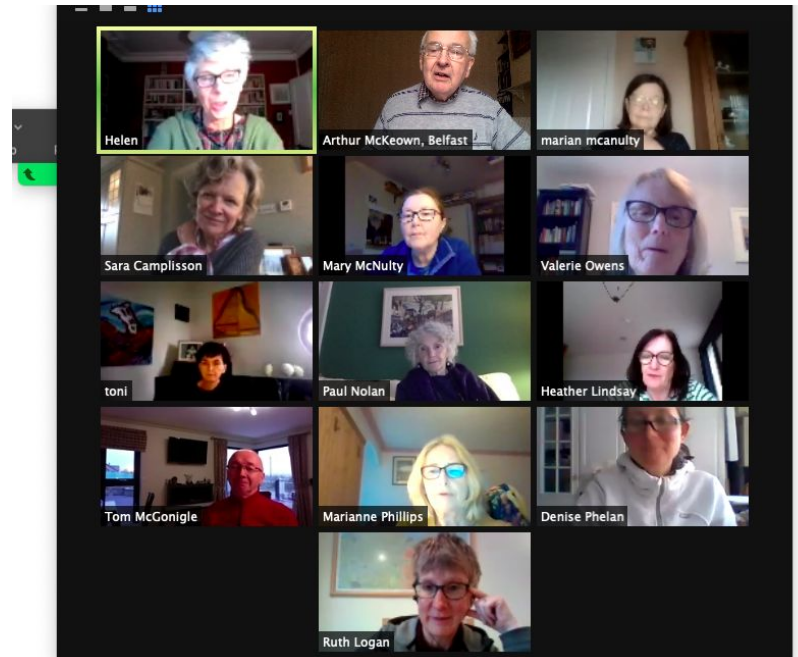 Helen
Arthur McKeown, Belfast
marian mcanulty
Sara Camplisson
Mary McNulty
Valerie Owens
toni
Paul Nolan
Heather Lindsay
Tom McGonigle
Marianne Phillips
Denise Phelan
Ruth Logan